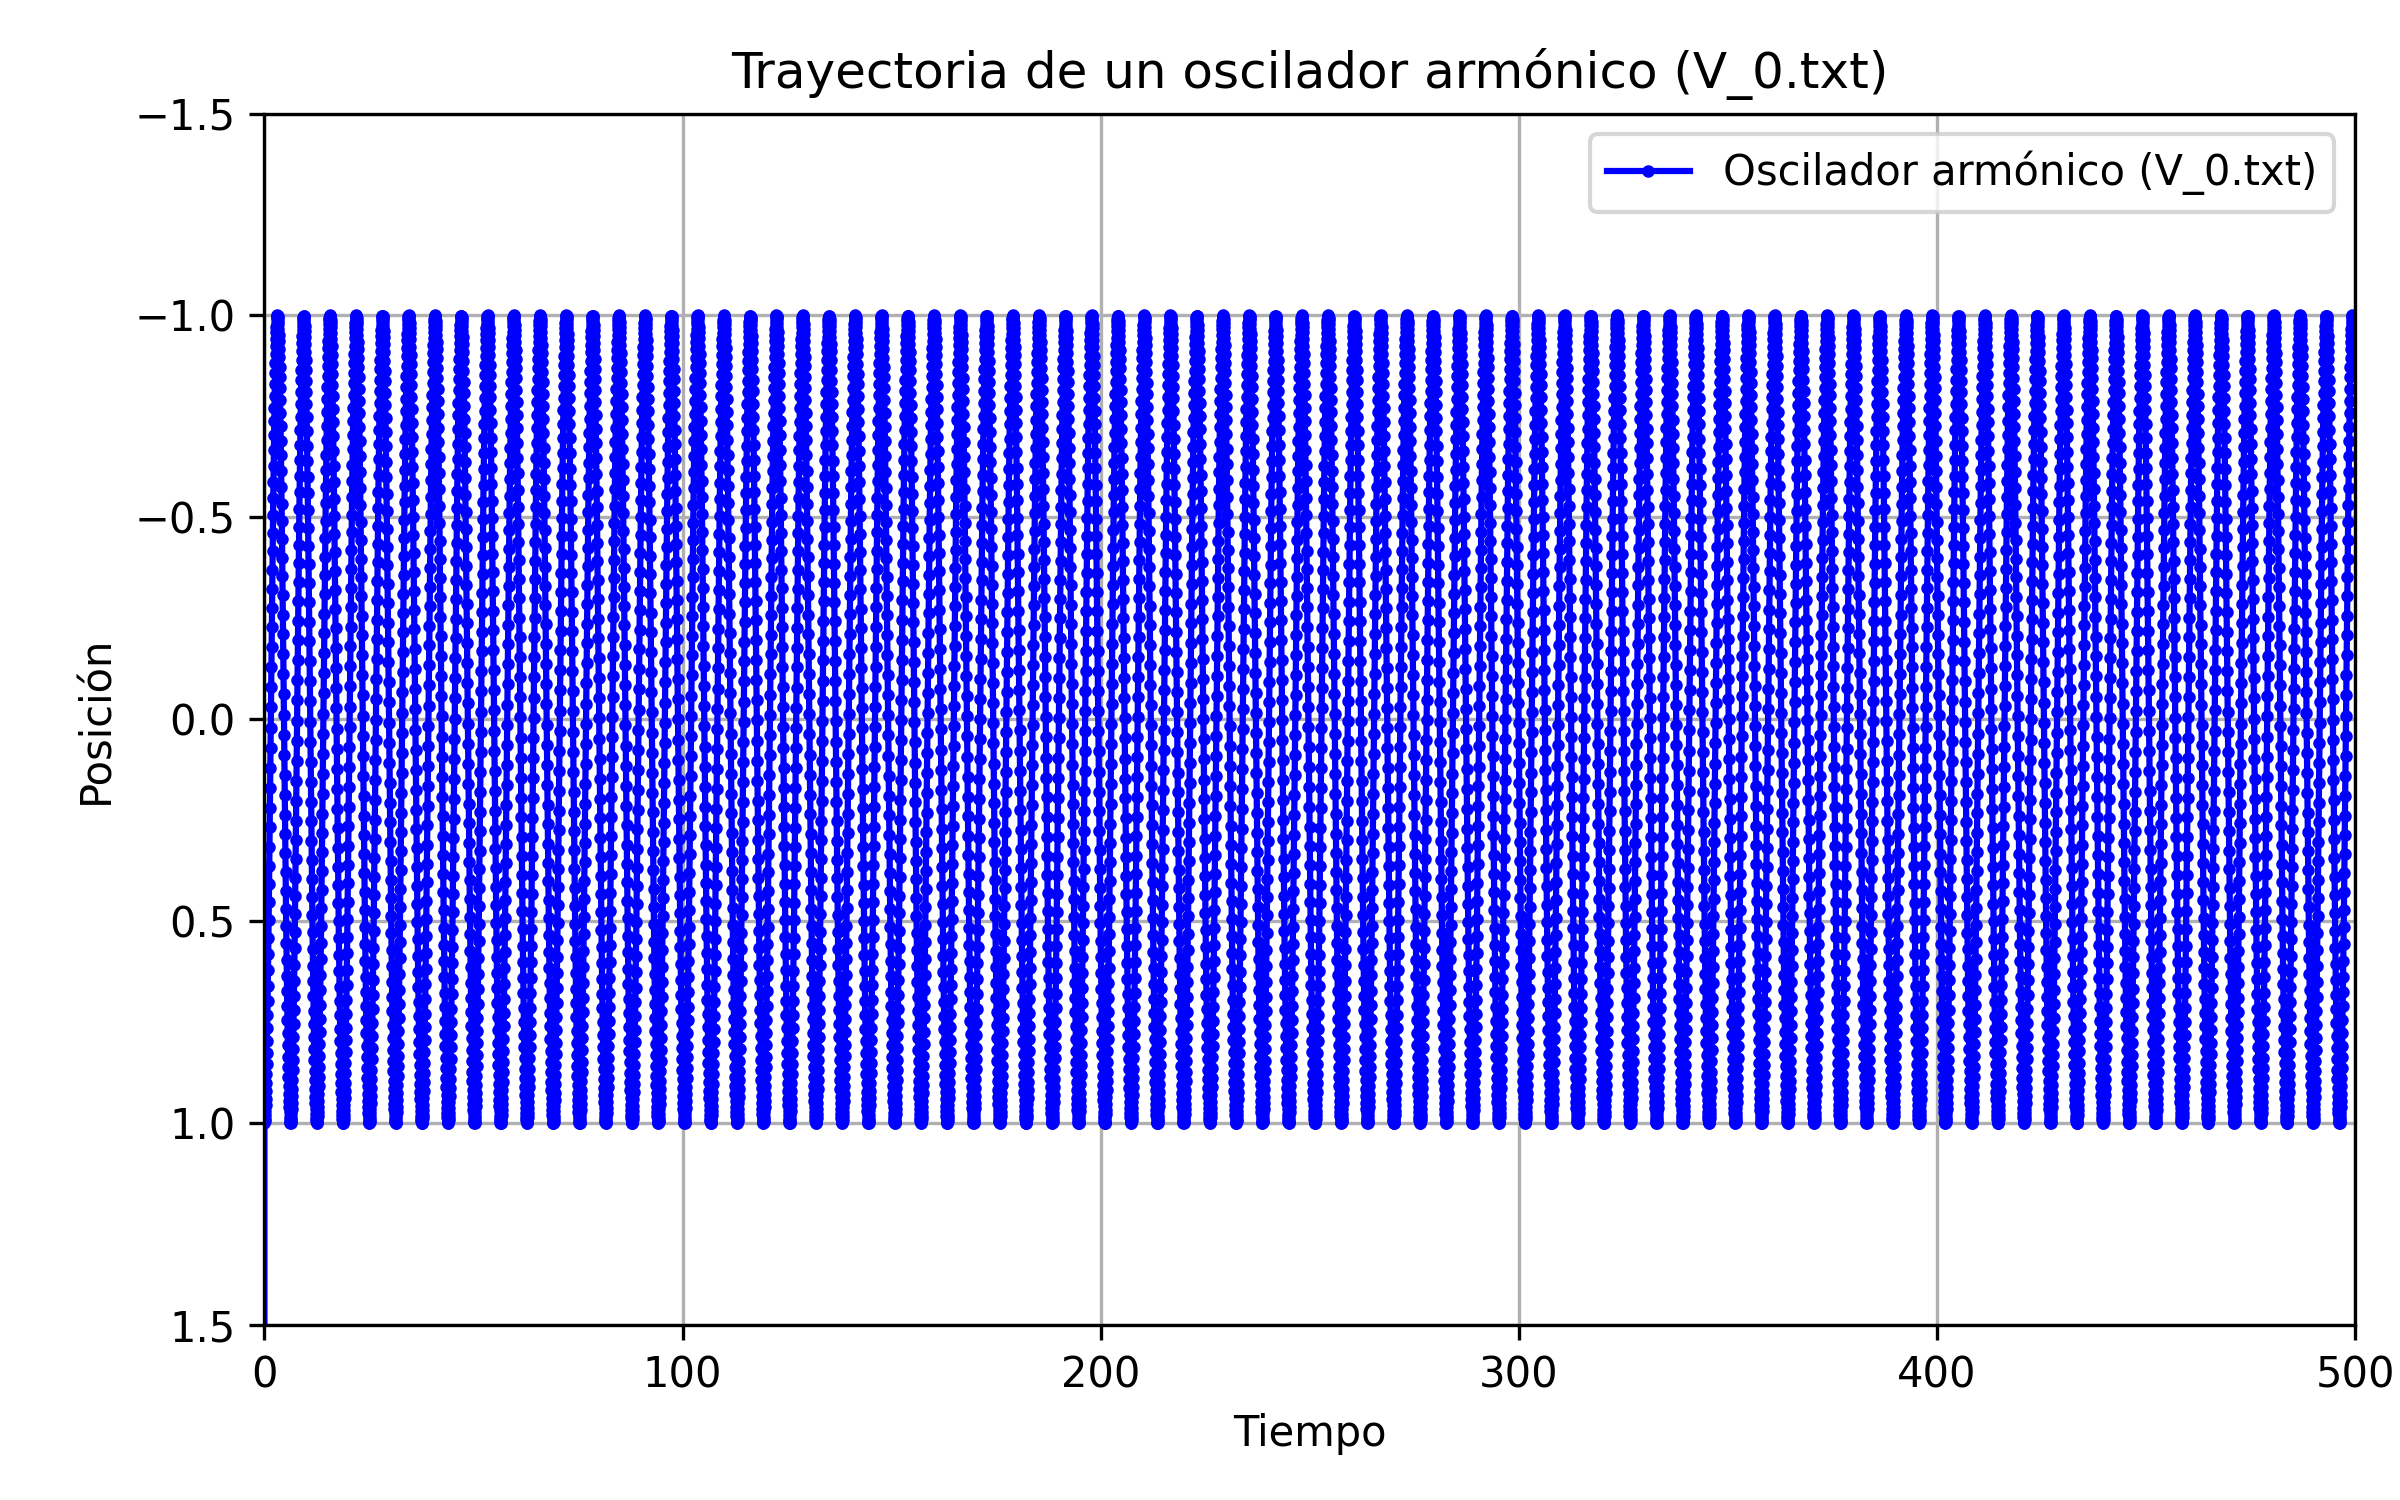 Trayectoria de un oscilador armónico (V_0.txt)
Oscilador armónico (V_0.txt)
−1.5
−1.0
−0.5
0.0
0.5
1.0
1.5
Posición
0 100 200 300 400 500
Tiempo